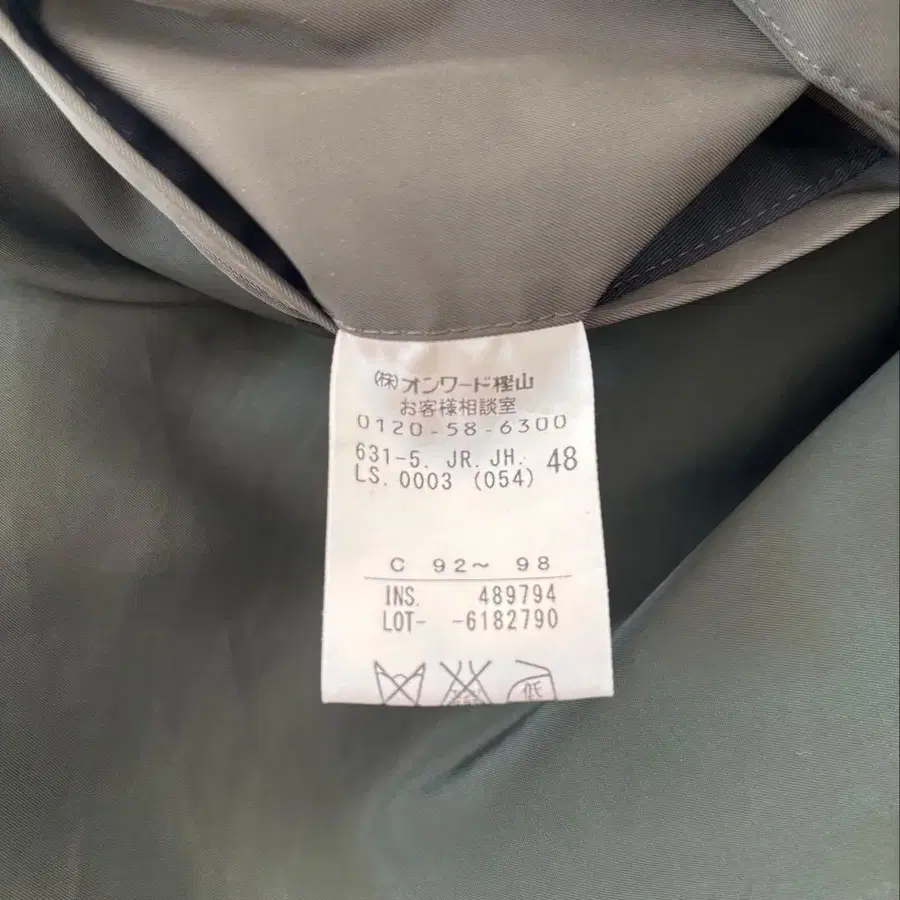 (株)オンワード樫山
お客様相談室
0120-58-6300
631-5. JR. JH. 48
LS. 0003 (054)
C 92～ 98
INS. 489794
LOT- -6182790
低